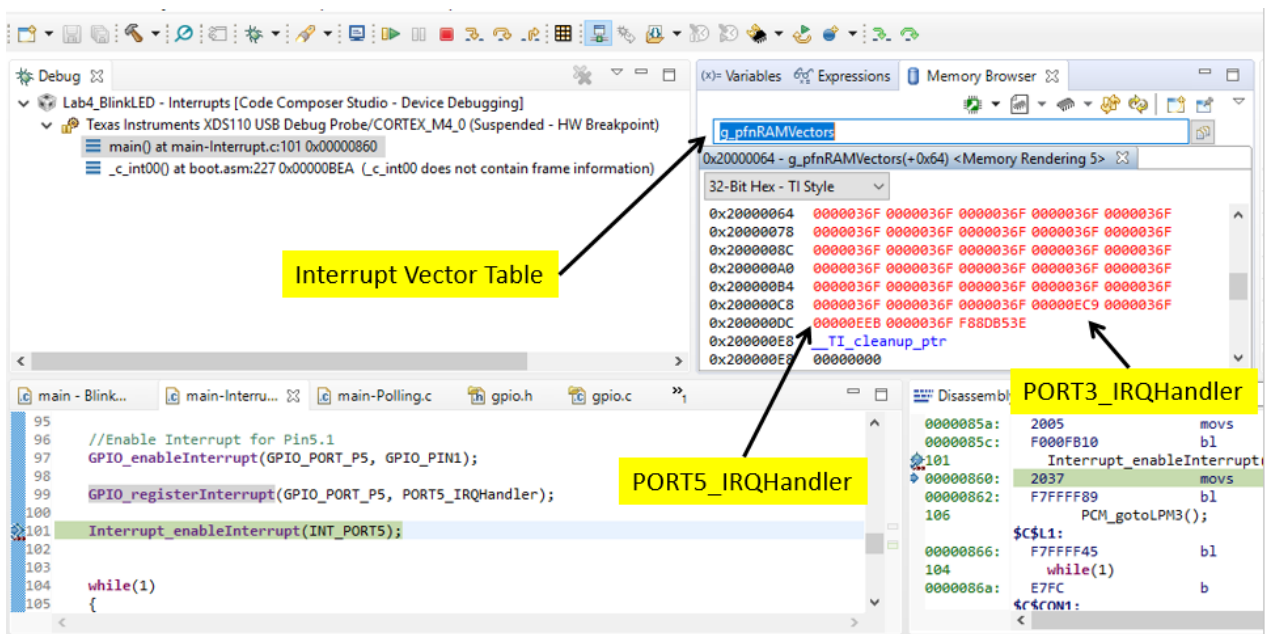 Debug
Lab4_BlinkLED - Interrupts [Code Composer Studio - Device Debugging]
Texas Instruments XDS110 USB Debug Probe/CORTEX_M4_0 (Suspended - HW Breakpoint)
main() at main-Interrupt.c:101 0x00000860
_c_int00() at boot.asm:227 0x00000BEA (_c_int00 does not contain frame information)
Interrupt Vector Table
(x)= Variables Expressions Memory Browser
g_pfnRAMVectors
0x20000064 - g_pfnRAMVectors(+0x64) <Memory Rendering 5>
32-Bit Hex - TI Style
0x20000064 0000036F 0000036F 0000036F 0000036F 0000036F
0x20000078 0000036F 0000036F 0000036F 0000036F 0000036F
0x2000008C 0000036F 0000036F 0000036F 0000036F 0000036F
0x200000A0 0000036F 0000036F 0000036F 0000036F 0000036F
0x200000B4 0000036F 0000036F 0000036F 0000036F 0000036F
0x200000C8 0000036F 0000036F 0000036F 00000EC9 0000036F
0x200000DC 00000EEB 0000036F F88DB53E
0x200000E8 __TI_cleanup_ptr
0x200000E8 00000000
PORT3_IRQHandler
PORT5_IRQHandler
main - Blink... main-Interru... main-Polling.c gpio.h gpio.c »1
95
96 //Enable Interrupt for Pin5.1
97 GPIO_enableInterrupt(GPIO_PORT_P5, GPIO_PIN1);
98
99 GPIO_registerInterrupt(GPIO_PORT_P5, PORT5_IRQHandler);
100
101 Interrupt_enableInterrupt(INT_PORT5);
102
103
104 while(1)
105 {
Disassembl
0000085a: 2005 movs
0000085c: F000FB10 bl
101 Interrupt_enableInterrupt(
00000860: 2037 movs
00000862: F7FFFF89 bl
106 PCM_gotoLPM3();
$C$L1:
00000866: F7FFFF45 bl
104 while(1)
0000086a: E7FC b
$C$CON1: